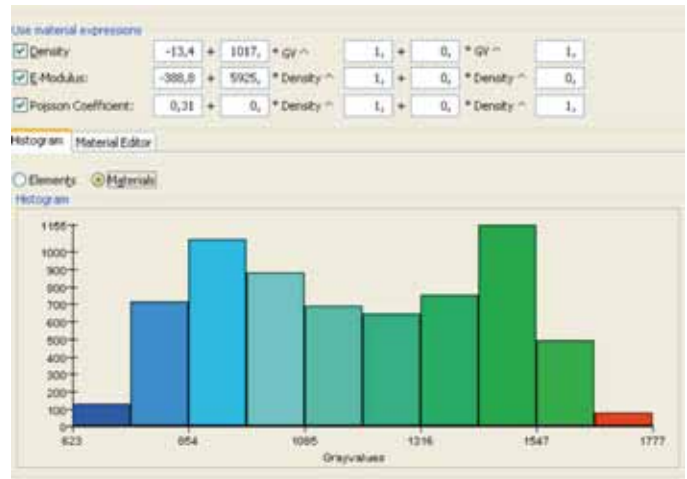 Use material expressions
Density -13,4 + 1017, * GV ^ 1, + 0, * GV ^ 1,
E-Modulus: -388,8 + 5925, * Density ^ 1, + 0, * Density ^ 0,
Poisson Coefficient: 0,31 + 0, * Density ^ 1, + 0, * Density ^ 1,
Histogram Material Editor
Elements Materials
Histogram
1155
1000
900
800
700
600
500
400
300
200
100
0
623 854 1085 1316 1547 1777
Grayvalues